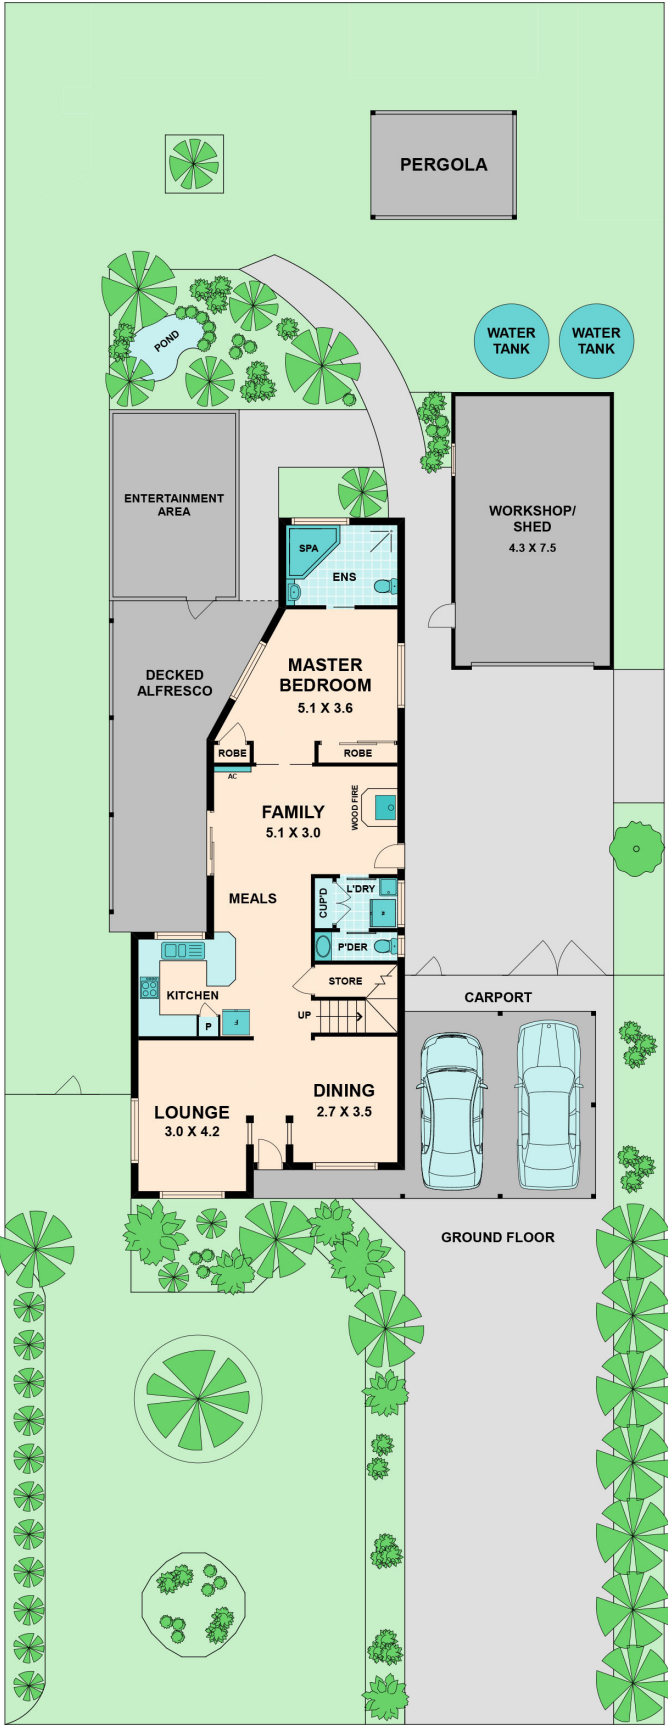 PERGOLA
POND
WATER
TANK
WATER
TANK
ENTERTAINMENT
AREA
WORKSHOP/
SHED
4.3 X 7.5
SPA
ENS
DECKED
ALFRESCO
MASTER
BEDROOM
5.1 X 3.6
ROBE
ROBE
AC
FAMILY
5.1 X 3.0
WOOD FIRE
MEALS
CUP'D
L'DRY
P'DER
KITCHEN
P
F
STORE
UP
CARPORT
LOUNGE
3.0 X 4.2
DINING
2.7 X 3.5
GROUND FLOOR